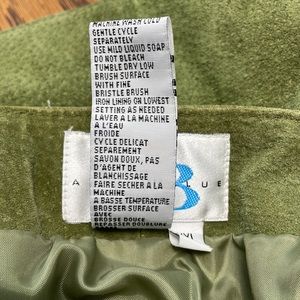 MACHINE WASH COLD
GENTLE CYCLE
SEPARATELY
USE MILD LIQUID SOAP
DO NOT BLEACH
TUMBLE DRY LOW
BRUSH SURFACE
WITH FINE
BRISTLE BRUSH
IRON LINING ON LOWEST
SETTING AS NEEDED
LAVER A LA MACHINE
A L'EAU
FROIDE
CYCLE DELICAT
SEPAREMENT
SAVON DOUX, PAS
D'AGENT DE
BLANCHISSAGE
FAIRE SECHER A LA
MACHINE
A BASSE TEMPERATURE
BROSSER SURFACE
AVEC
BROSSE DOUCE
REPASSER DOUBLURE
A
B
LUE
M